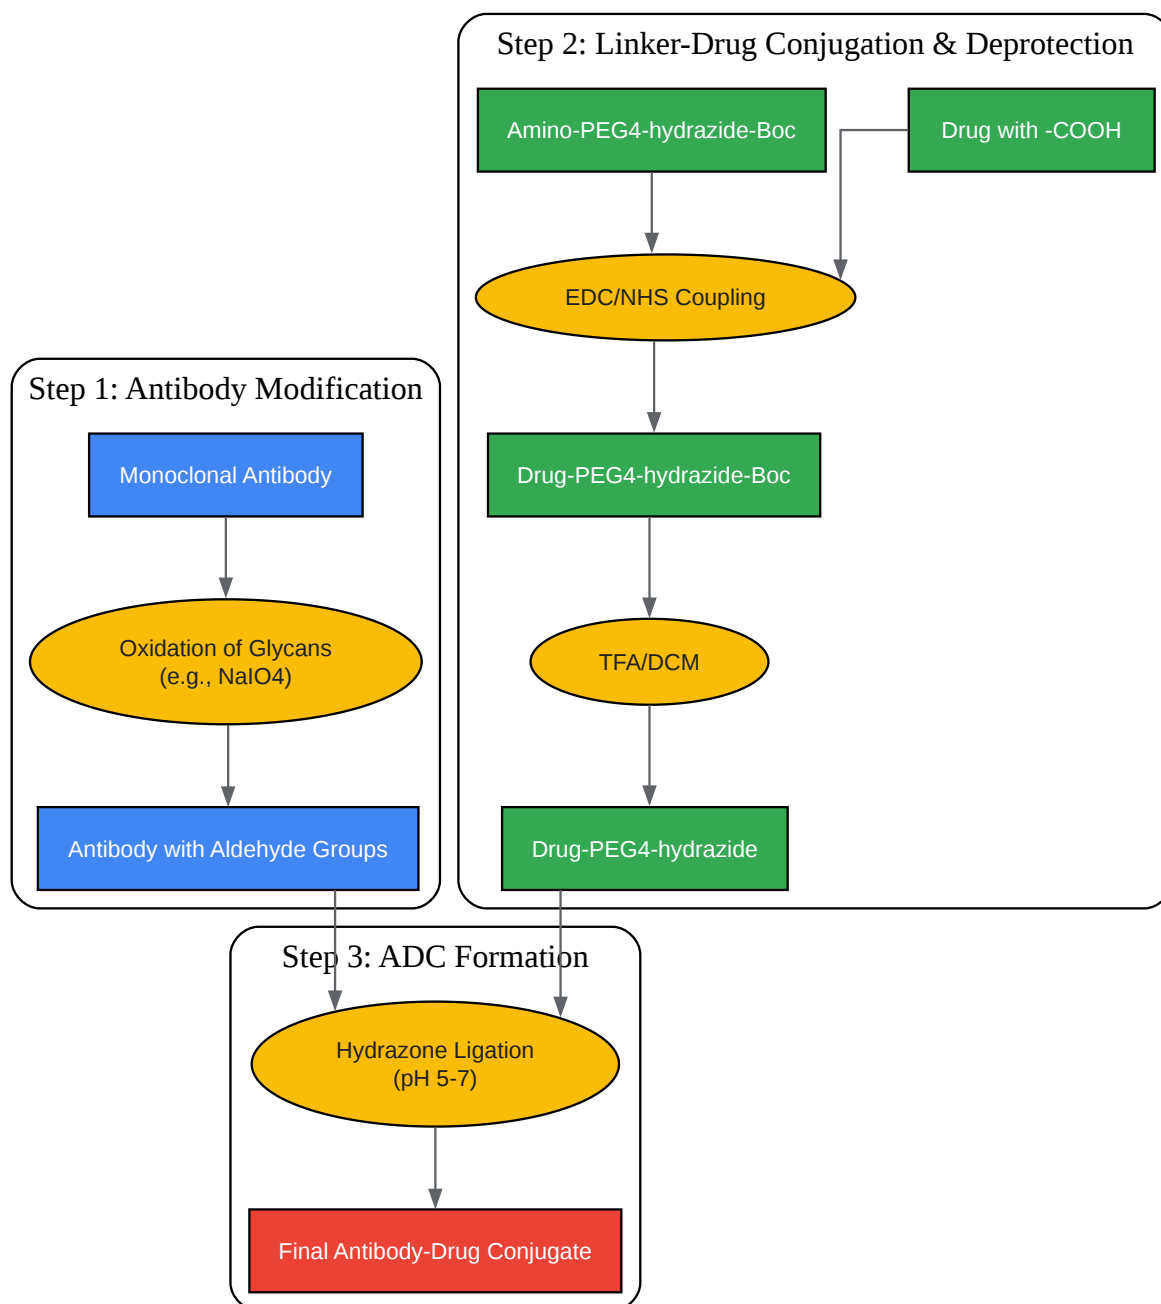 Step 2: Linker-Drug Conjugation & Deprotection
Amino-PEG4-hydrazide-Boc
Drug with -COOH
EDC/NHS Coupling
Drug-PEG4-hydrazide-Boc
TFA/DCM
Drug-PEG4-hydrazide
Step 1: Antibody Modification
Monoclonal Antibody
Oxidation of Glycans
(e.g., NaIO4)
Antibody with Aldehyde Groups
Step 3: ADC Formation
Hydrazone Ligation
(pH 5-7)
Final Antibody-Drug Conjugate